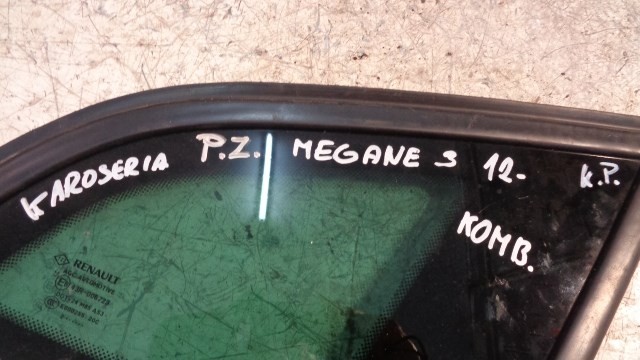 KAROSERIA P.Z. MEGANE 3 12- K.P.
KOMB.
RENAULT